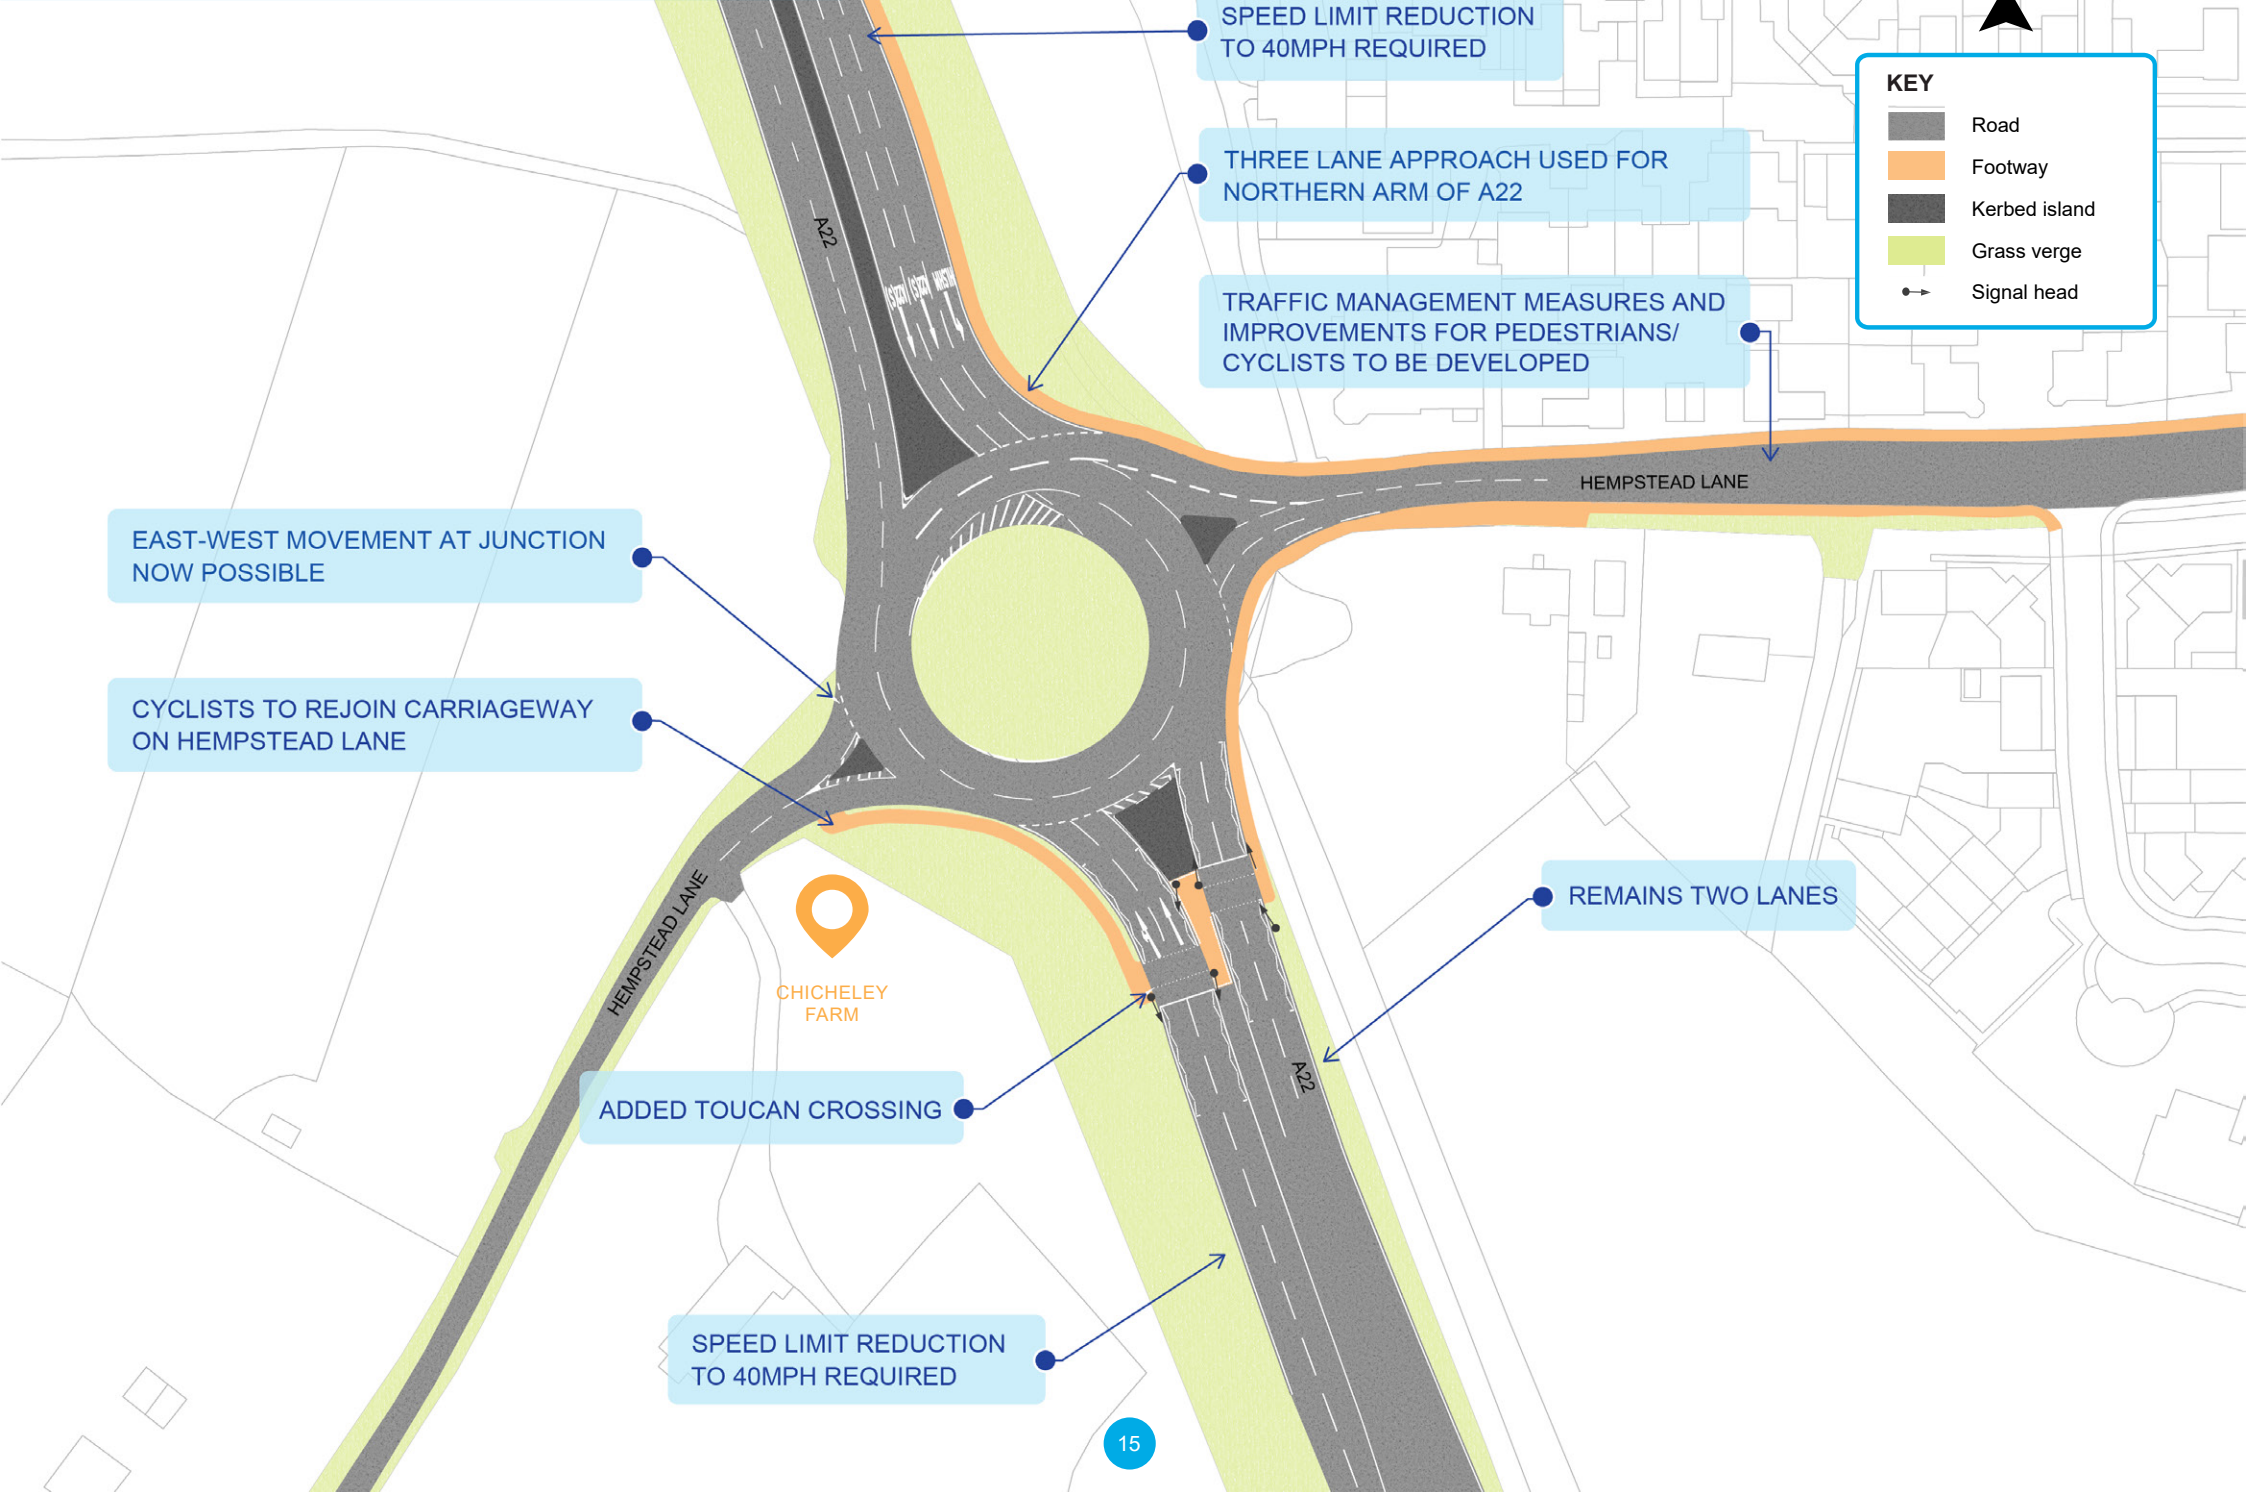 SPEED LIMIT REDUCTION
TO 40MPH REQUIRED
KEY
Road
Footway
Kerbed island
Grass verge
Signal head
THREE LANE APPROACH USED FOR
NORTHERN ARM OF A22
A22
A22(S)
A22(S)
TRAFFIC MANAGEMENT MEASURES AND
IMPROVEMENTS FOR PEDESTRIANS/
CYCLISTS TO BE DEVELOPED
HEMPSTEAD LANE
EAST-WEST MOVEMENT AT JUNCTION
NOW POSSIBLE
CYCLISTS TO REJOIN CARRIAGEWAY
ON HEMPSTEAD LANE
REMAINS TWO LANES
HEMPSTEAD LANE
CHICHELEY
FARM
A22
ADDED TOUCAN CROSSING
SPEED LIMIT REDUCTION
TO 40MPH REQUIRED
15